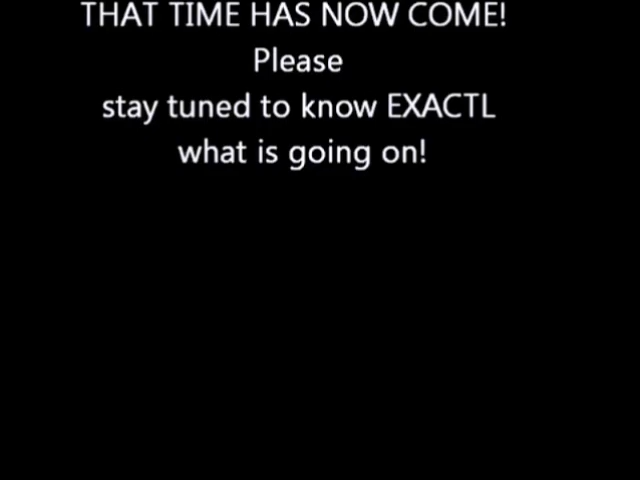 THAT TIME HAS NOW COME!
Please
stay tuned to know EXACTL
what is going on!